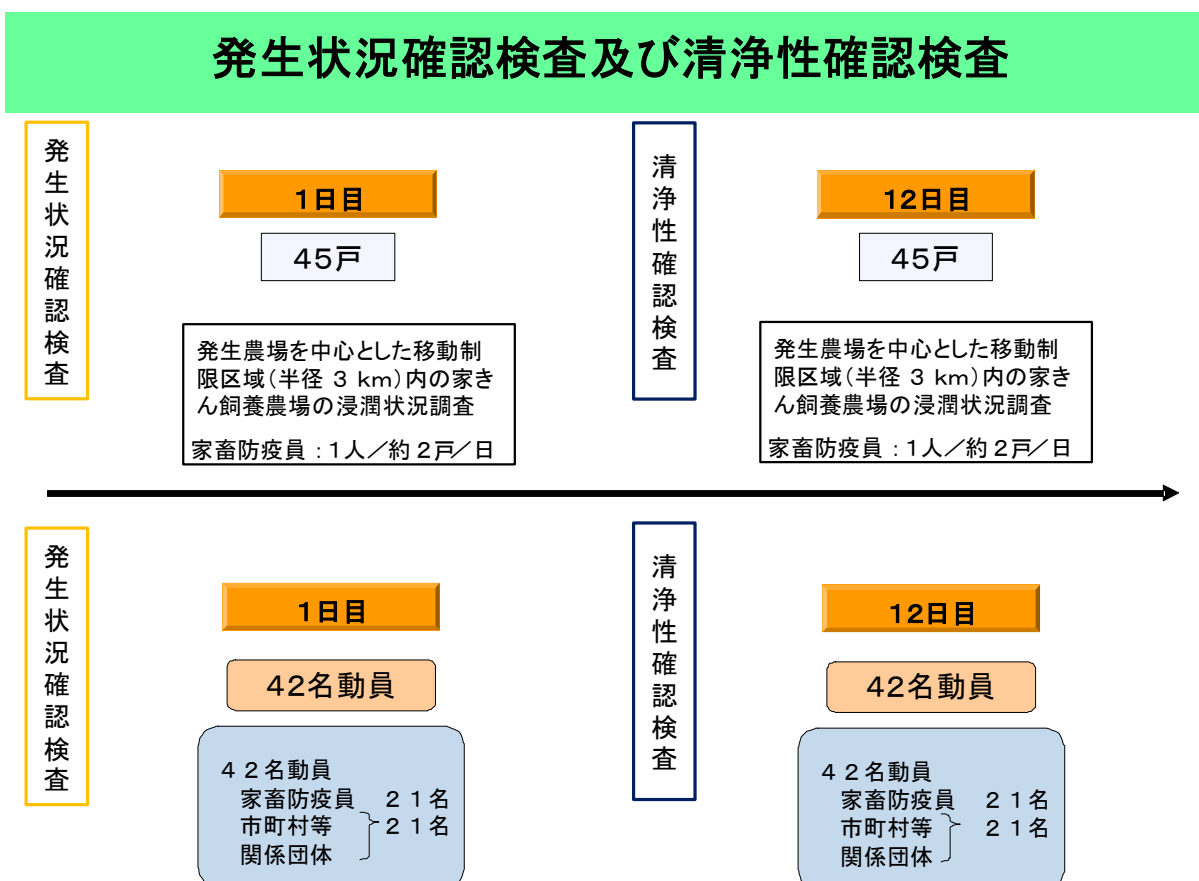 発生状況確認検査及び清浄性確認検査
発生状況確認検査
1日目
45戸
発生農場を中心とした移動制
限区域(半径 3 km)内の家き
ん飼養農場の浸潤状況調査
家畜防疫員:1人/約2戸/日
清浄性確認検査
12日目
45戸
発生農場を中心とした移動制
限区域(半径 3 km)内の家き
ん飼養農場の浸潤状況調査
家畜防疫員:1人/約2戸/日
発生状況確認検査
1日目
42名動員
42名動員
家畜防疫員 21名
市町村等 21名
関係団体
清浄性確認検査
12日目
42名動員
42名動員
家畜防疫員 21名
市町村等 21名
関係団体